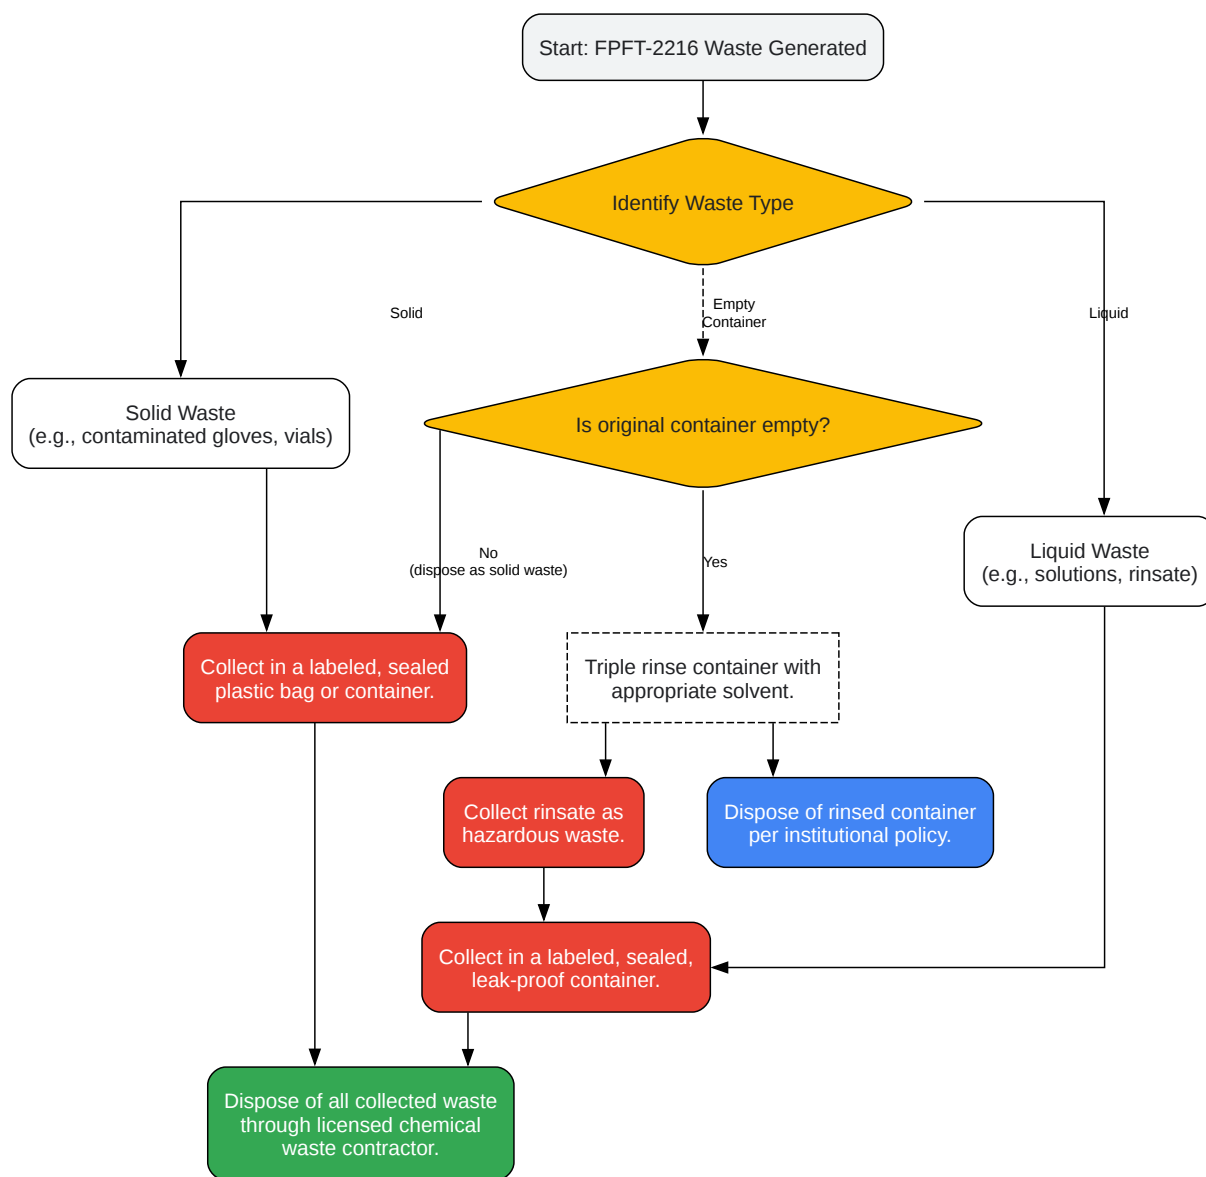 Start: FPFT-2216 Waste Generated
Identify Waste Type
Solid
Empty
Container
Liquid
Solid Waste
(e.g., contaminated gloves, vials)
Is original container empty?
No
(dispose as solid waste)
Yes
Liquid Waste
(e.g., solutions, rinsate)
Collect in a labeled, sealed
plastic bag or container.
Triple rinse container with
appropriate solvent.
Collect rinsate as
hazardous waste.
Dispose of rinsed container
per institutional policy.
Collect in a labeled, sealed,
leak-proof container.
Dispose of all collected waste
through licensed chemical
waste contractor.